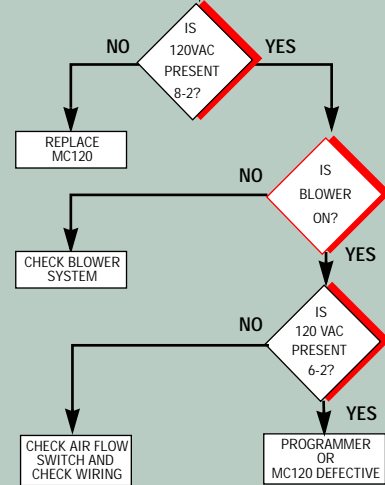 IS
120VAC
PRESENT
8-2?
NO
YES
REPLACE
MC120
IS
BLOWER
ON?
NO
YES
CHECK BLOWER
SYSTEM
IS
120 VAC
PRESENT
6-2?
NO
YES
CHECK AIR FLOW
SWITCH AND
CHECK WIRING
PROGRAMMER
OR
MC120 DEFECTIVE